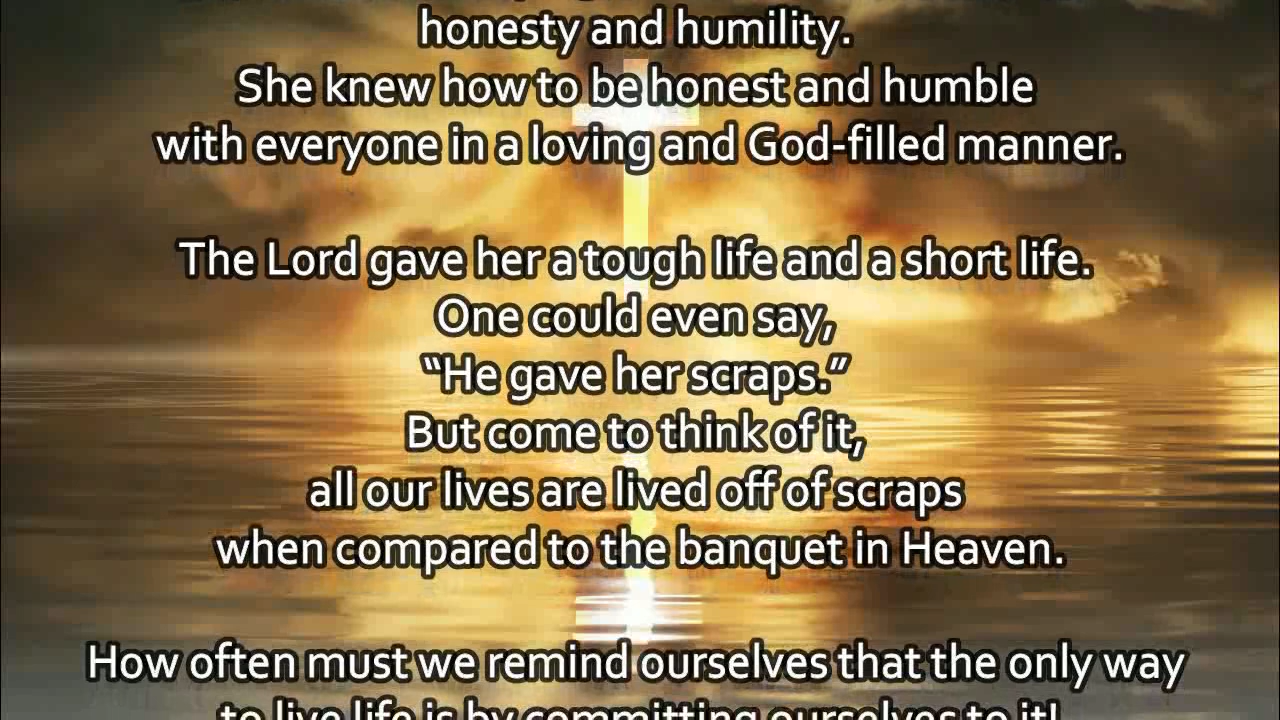 honesty and humility.
She knew how to be honest and humble
with everyone in a loving and God-filled manner.
The Lord gave her a tough life and a short life.
One could even say,
“He gave her scraps.”
But come to think of it,
all our lives are lived off of scraps
when compared to the banquet in Heaven.
How often must we remind ourselves that the only way
to live life is by committing ourselves to it!